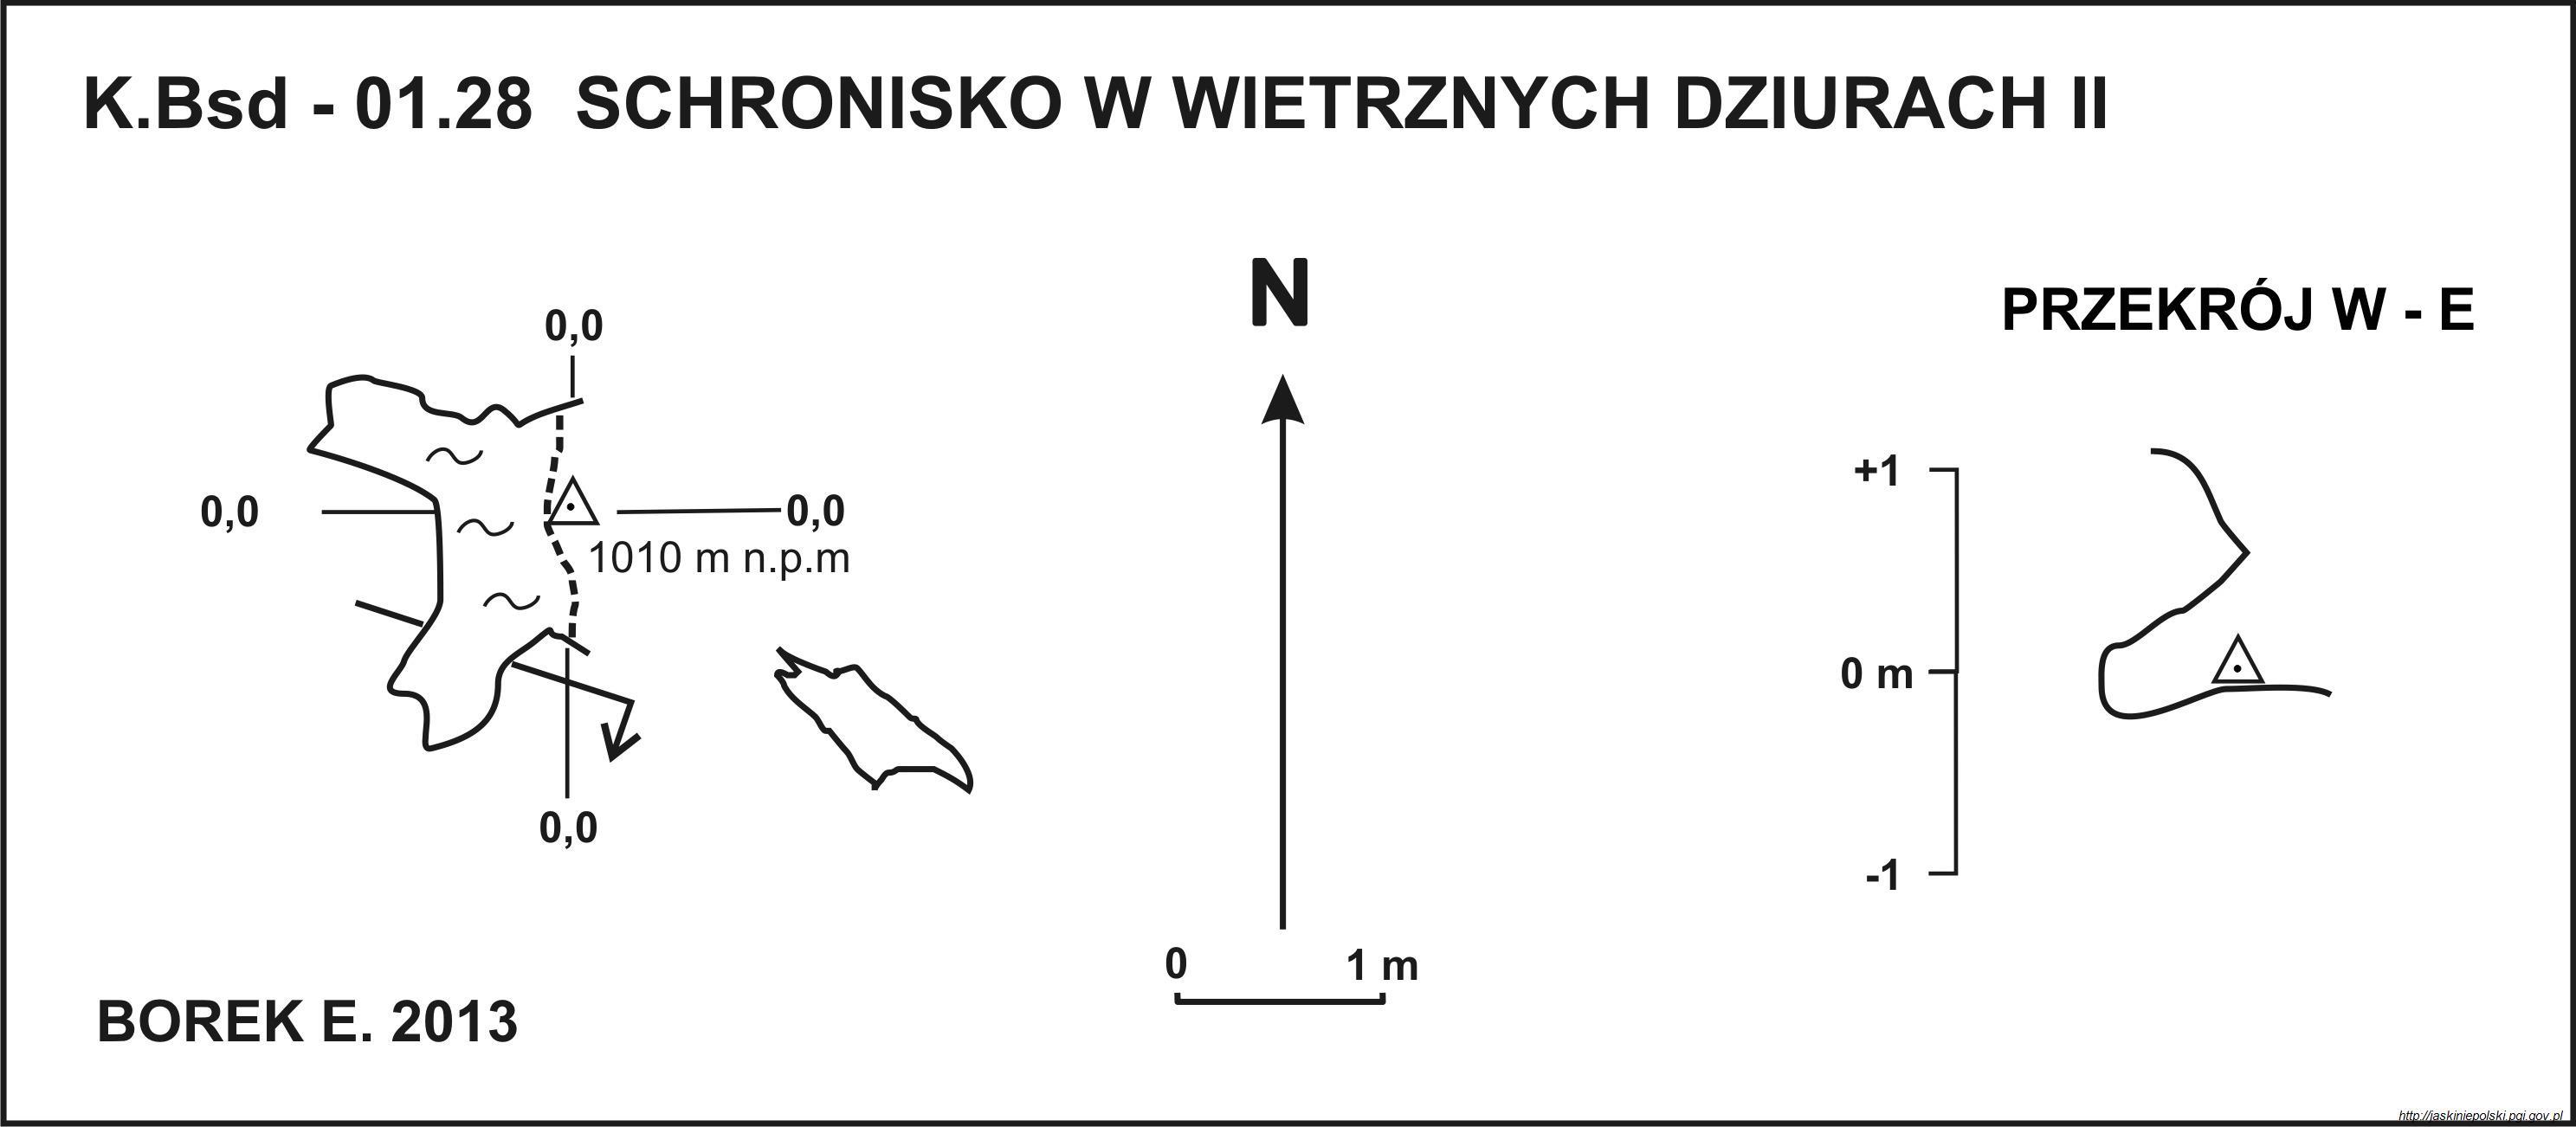 K.Bsd - 01.28 SCHRONISKO W WIETRZNYCH DZIURACH II
N
PRZEKRÓJ W - E
0,0
0,0
0,0
1010 m n.p.m
0,0
+1
0 m
-1
0
1 m
BOREK E. 2013
http://jaskiniepolski.pgi.gov.pl